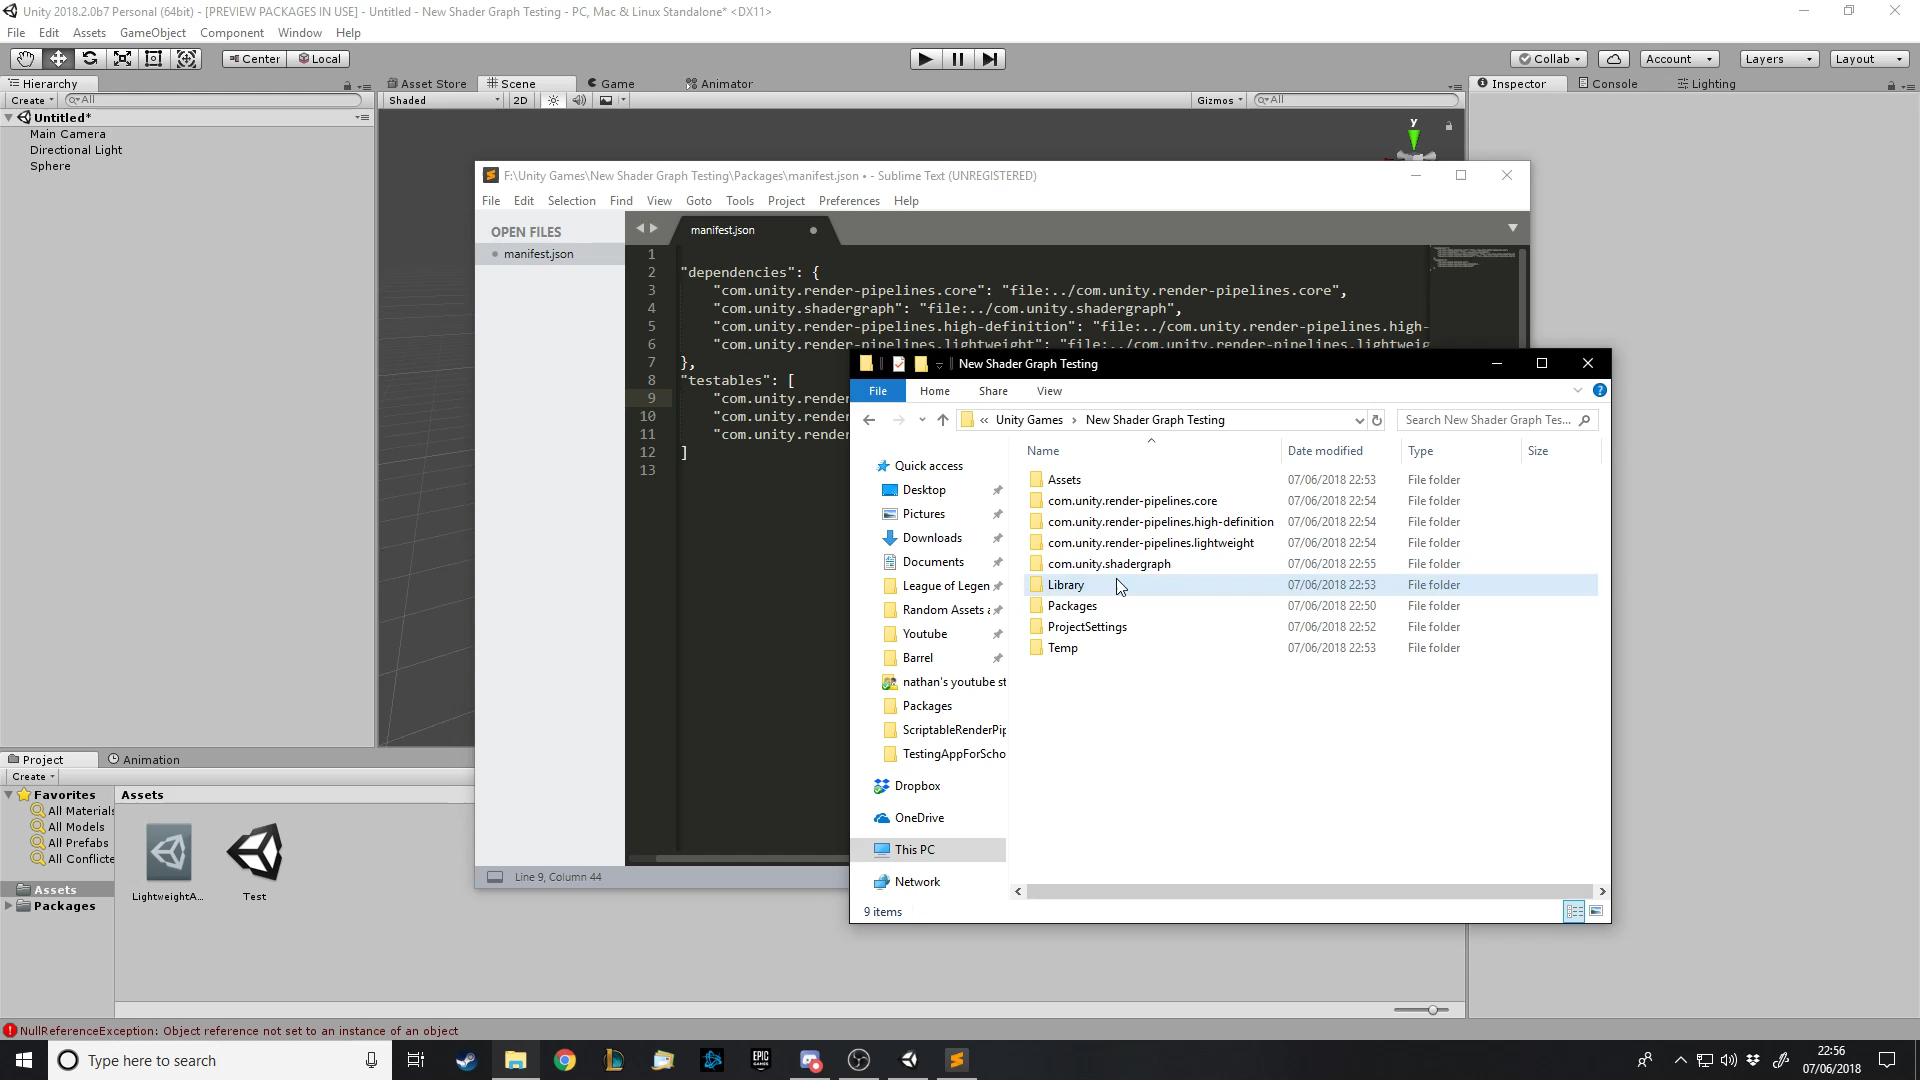 Unity 2018.2.0b7 Personal (64bit) - [PREVIEW PACKAGES IN USE] - Untitled - New Shader Graph Testing - PC, Mac & Linux Standalone* <DX11>
File Edit Assets GameObject Component Window Help
Center Local
Collab Account Layers Layout
Hierarchy
Create All
Untitled*
Main Camera
Directional Light
Sphere
Asset Store Scene Game Animator
Shaded 2D Gizmos All
y
Inspector Console Lighting
F:\Unity Games\New Shader Graph Testing\Packages\manifest.json • - Sublime Text (UNREGISTERED)
File Edit Selection Find View Goto Tools Project Preferences Help
OPEN FILES
manifest.json
manifest.json
1
2 "dependencies": {
3 "com.unity.render-pipelines.core": "file:../com.unity.render-pipelines.core",
4 "com.unity.shadergraph": "file:../com.unity.shadergraph",
5 "com.unity.render-pipelines.high-definition": "file:../com.unity.render-pipelines.high-
6 "com.unity.render-pipelines.lightweight": "file:../com.unity.render-pipelines.lightweig
7 },
8 "testables": [
9 "com.unity.rende
10 "com.unity.rende
11 "com.unity.rende
12 ]
13
Line 9, Column 44
New Shader Graph Testing
File Home Share View
« Unity Games > New Shader Graph Testing
Search New Shader Graph Tes...
Name Date modified Type Size
Assets 07/06/2018 22:53 File folder
com.unity.render-pipelines.core 07/06/2018 22:54 File folder
com.unity.render-pipelines.high-definition 07/06/2018 22:54 File folder
com.unity.render-pipelines.lightweight 07/06/2018 22:54 File folder
com.unity.shadergraph 07/06/2018 22:55 File folder
Library 07/06/2018 22:53 File folder
Packages 07/06/2018 22:50 File folder
ProjectSettings 07/06/2018 22:52 File folder
Temp 07/06/2018 22:53 File folder
Quick access
Desktop
Pictures
Downloads
Documents
League of Legen
Random Assets
Youtube
Barrel
nathan's youtube st
Packages
ScriptableRenderPip
TestingAppForScho
Dropbox
OneDrive
This PC
Network
9 items
Project Animation
Create
Favorites
All Materials
All Models
All Prefabs
All Conflicte
Assets
Packages
Assets
LightweightA...
Test
NullReferenceException: Object reference not set to an instance of an object
Type here to search
EPIC GAMES
22:56
07/06/2018